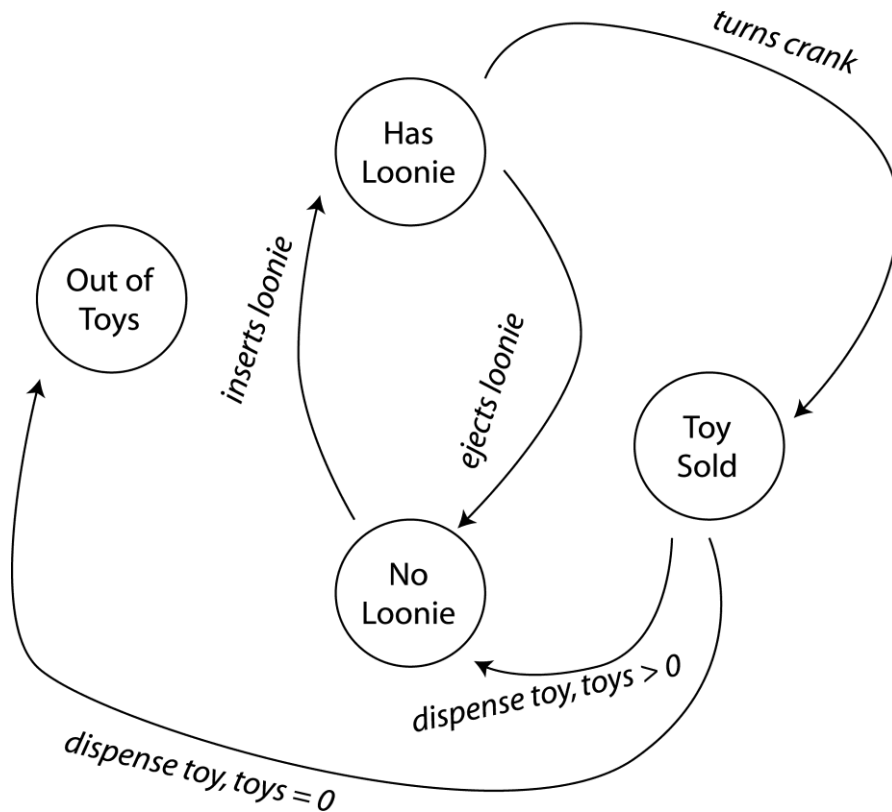 turns crank
Has
Loonie
Out of
Toys
inserts loonie
ejects loonie
Toy
Sold
No
Loonie
dispense toy, toys > 0
dispense toy, toys = 0